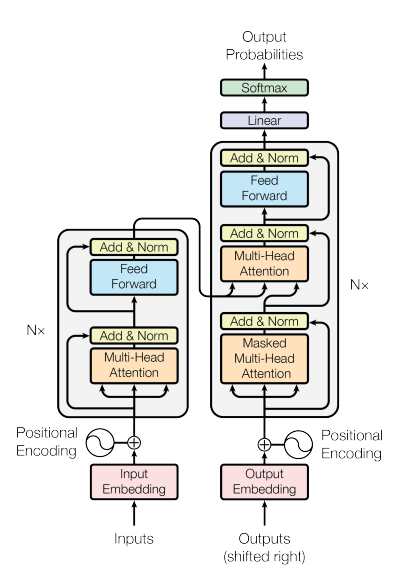 Output
Probabilities
Softmax
Linear
Add & Norm
Feed
Forward
Add & Norm
Multi-Head
Attention
Add & Norm
Masked
Multi-Head
Attention
N×
Add & Norm
Feed
Forward
N×
Add & Norm
Multi-Head
Attention
Positional
Encoding
Positional
Encoding
Input
Embedding
Output
Embedding
Inputs
Outputs
(shifted right)